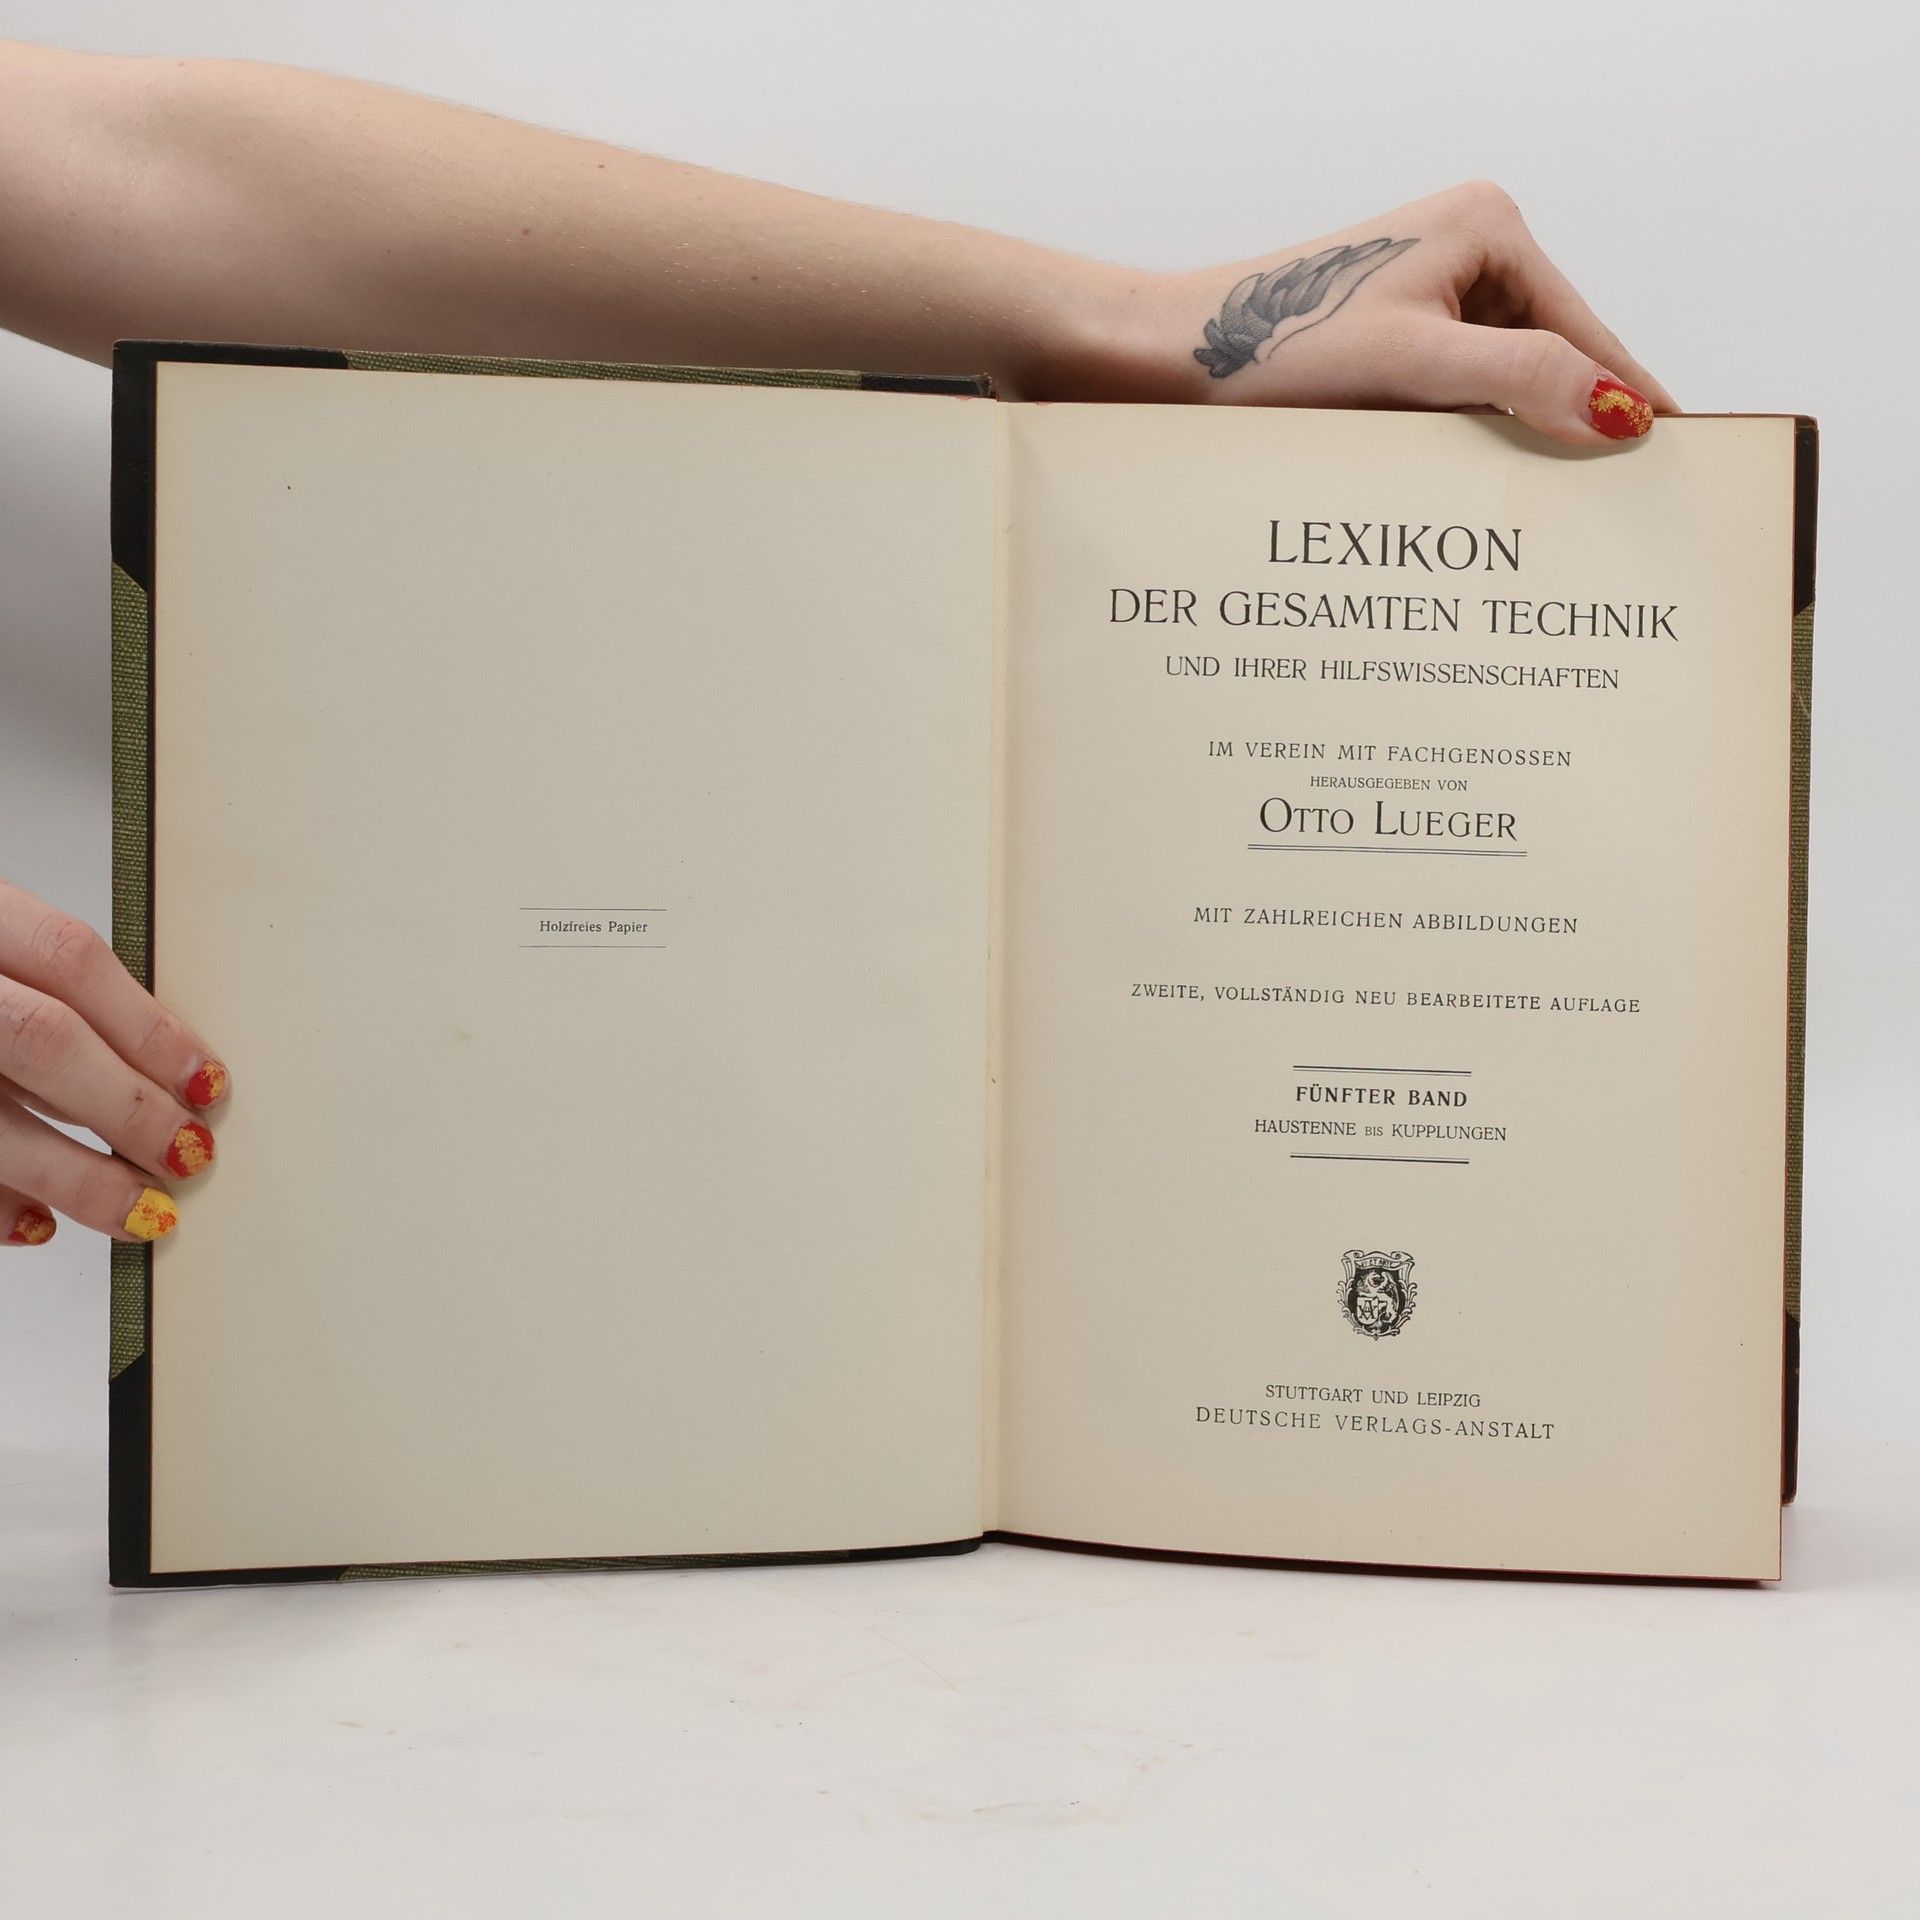 Holzfreies Papier
LEXIKON
DER GESAMTEN TECHNIK
UND IHRER HILFSWISSENSCHAFTEN
IM VEREIN MIT FACHGENOSSEN
HERAUSGEGEBEN VON
OTTO LUEGER
MIT ZAHLREICHEN ABBILDUNGEN
ZWEITE, VOLLSTÄNDIG NEU BEARBEITETE AUFLAGE
FÜNFTER BAND
HAUSTENNE BIS KUPPLUNGEN
STUTTGART UND LEIPZIG
DEUTSCHE VERLAGS-ANSTALT